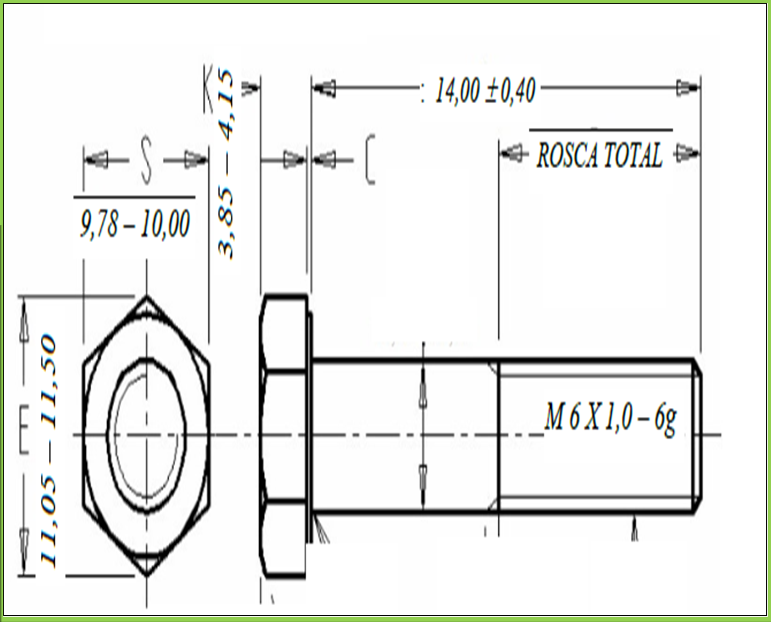 K
3,85 – 4,15
: 14,00 ±0,40
S
C
ROSCA TOTAL
9,78 – 10,00
E
11,05 – 11,50
M 6 X 1,0 – 6g